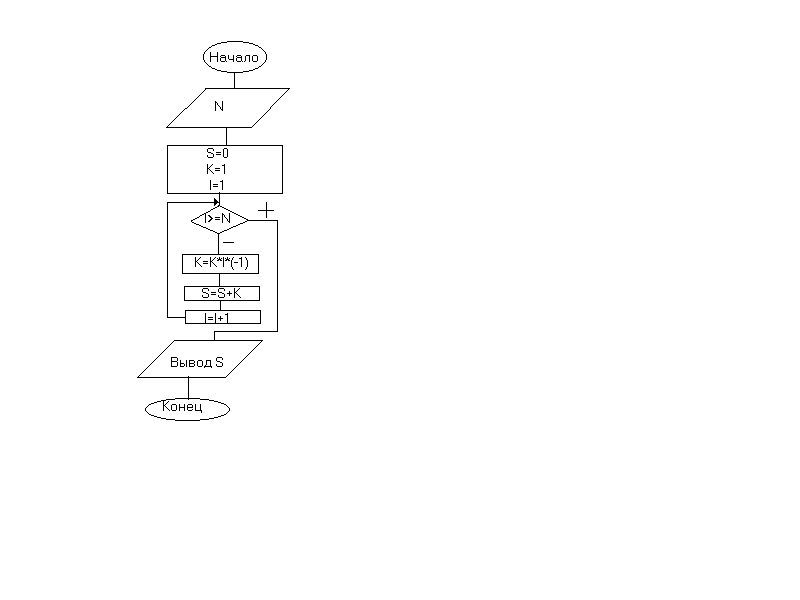 Начало
N
S=0
K=1
I=1
I>=N
+
−
K=K*I*(-1)
S=S+K
I=I+1
Вывод S
Конец